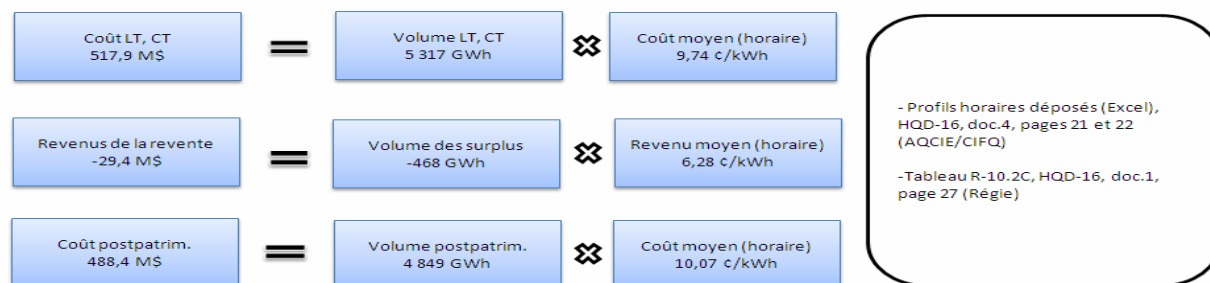 Coût LT, CT
517,9 M$
=
Volume LT, CT
5 317 GWh
×
Coût moyen (horaire)
9,74 ¢/kWh
Revenus de la revente
-29,4 M$
=
Volume des surplus
-468 GWh
×
Revenu moyen (horaire)
6,28 ¢/kWh
Coût postpatrim.
488,4 M$
=
Volume postpatrim.
4 849 GWh
×
Coût moyen (horaire)
10,07 ¢/kWh
- Profils horaires déposés (Excel),
HQD-16, doc.4, pages 21 et 22
(AQCIE/CIFQ)
-Tableau R-10.2C, HQD-16, doc.1,
page 27 (Régie)